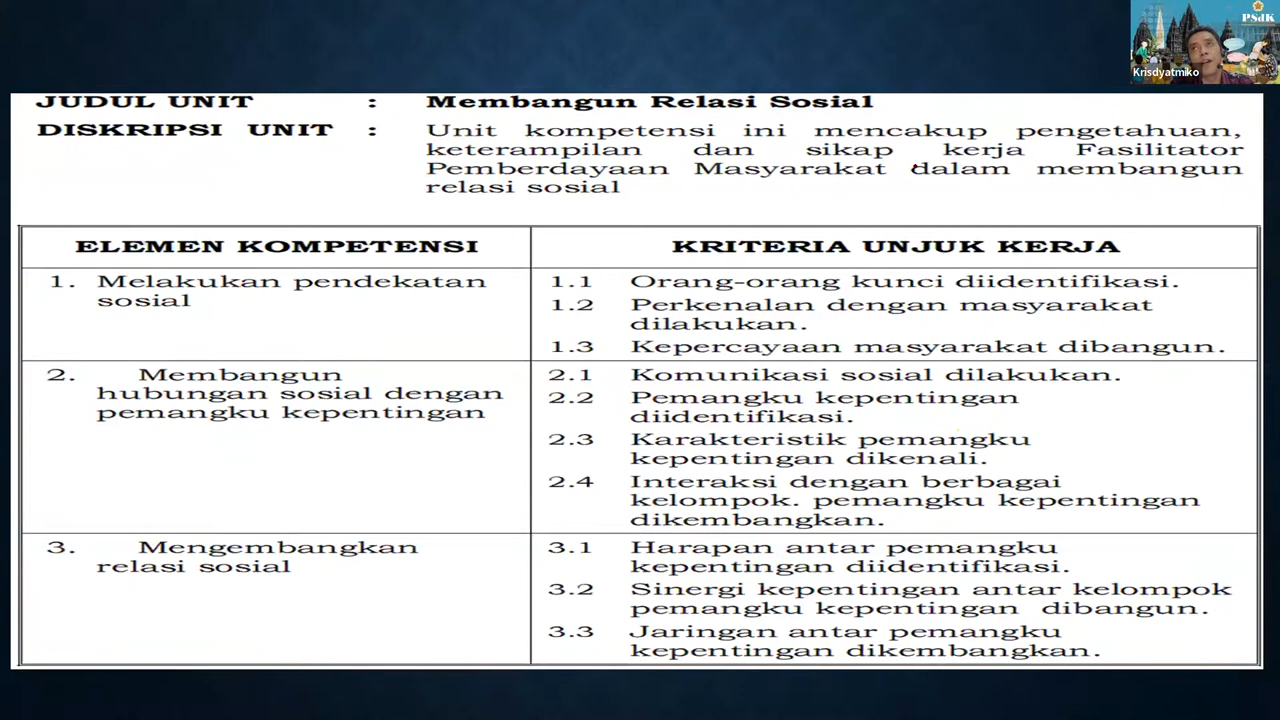 PSdK
Krisdyatmiko
JUDUL UNIT : Membangun Relasi Sosial
DISKRIPSI UNIT : Unit kompetensi ini mencakup pengetahuan,
keterampilan dan sikap kerja Fasilitator
Pemberdayaan Masyarakat dalam membangun
relasi sosial
ELEMEN KOMPETENSI
KRITERIA UNJUK KERJA
1. Melakukan pendekatan
sosial
1.1 Orang-orang kunci diidentifikasi.
1.2 Perkenalan dengan masyarakat
dilakukan.
1.3 Kepercayaan masyarakat dibangun.
2. Membangun
hubungan sosial dengan
pemangku kepentingan
2.1 Komunikasi sosial dilakukan.
2.2 Pemangku kepentingan
diidentifikasi.
2.3 Karakteristik pemangku
kepentingan dikenali.
2.4 Interaksi dengan berbagai
kelompok. pemangku kepentingan
dikembangkan.
3. Mengembangkan
relasi sosial
3.1 Harapan antar pemangku
kepentingan diidentifikasi.
3.2 Sinergi kepentingan antar kelompok
pemangku kepentingan dibangun.
3.3 Jaringan antar pemangku
kepentingan dikembangkan.